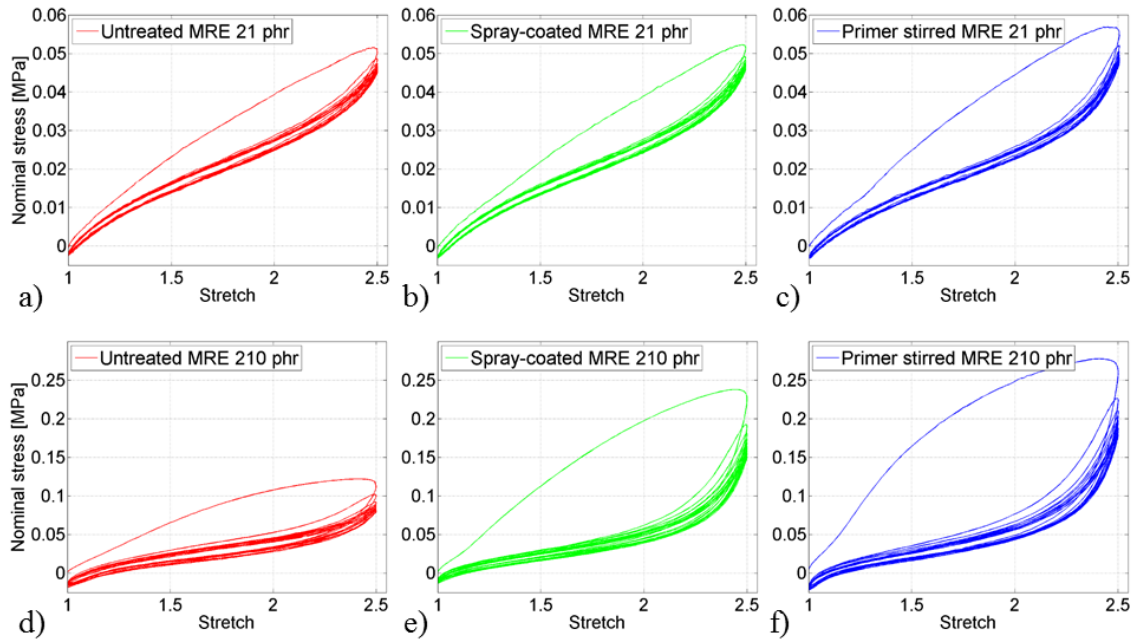 Untreated MRE 21 phr
Spray-coated MRE 21 phr
Primer stirred MRE 21 phr
Nominal stress [MPa]
0.06
0.05
0.04
0.03
0.02
0.01
0
1 1.5 2 2.5
Stretch
a)
0.06
0.05
0.04
0.03
0.02
0.01
0
1 1.5 2 2.5
Stretch
b)
0.06
0.05
0.04
0.03
0.02
0.01
0
1 1.5 2 2.5
Stretch
c)
Untreated MRE 210 phr
Spray-coated MRE 210 phr
Primer stirred MRE 210 phr
Nominal stress [MPa]
0.25
0.2
0.15
0.1
0.05
0
1 1.5 2 2.5
Stretch
d)
0.25
0.2
0.15
0.1
0.05
0
1 1.5 2 2.5
Stretch
e)
0.25
0.2
0.15
0.1
0.05
0
1 1.5 2 2.5
Stretch
f)